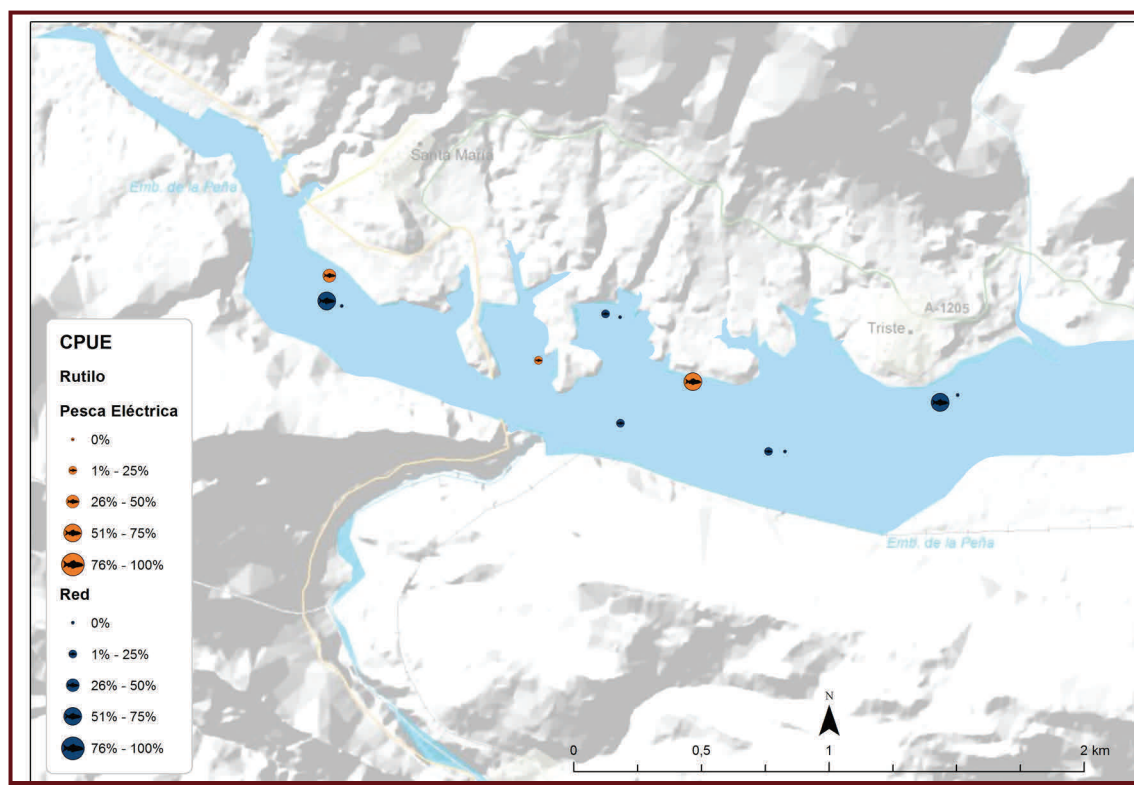 Santa María
Emb. de la Peña
A-1205
Triste
Emb. de la Peña
CPUE
Rutilo
Pesca Eléctrica
0%
1% - 25%
26% - 50%
51% - 75%
76% - 100%
Red
0%
1% - 25%
26% - 50%
51% - 75%
76% - 100%
N
0 0,5 1 2 km